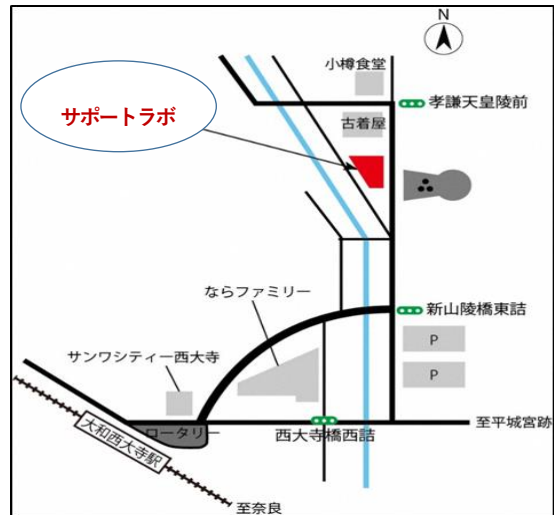 N
小樽食堂
孝謙天皇陵前
サポートラボ
古着屋
ならファミリー
新山陵橋東詰
P
サンワシティー西大寺
P
ロータリー
西大寺橋西詰
至平城宮跡
大和西大寺駅
至奈良